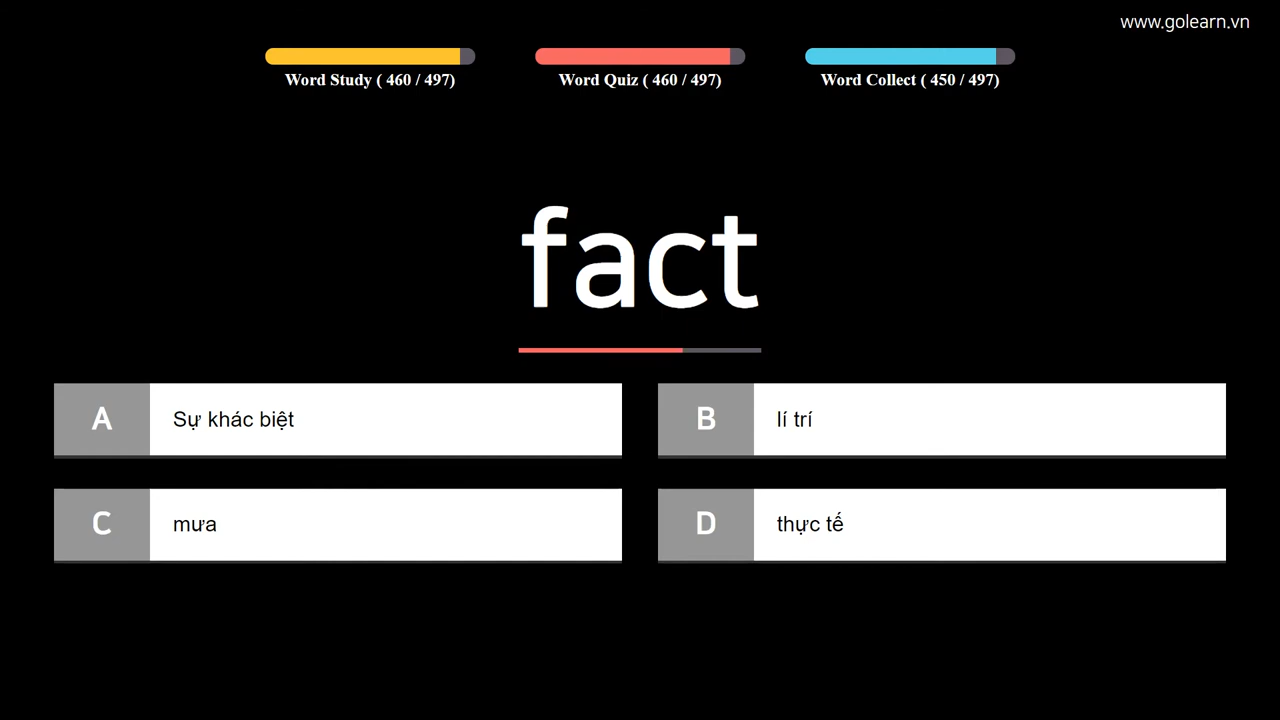 www.golearn.vn
Word Study ( 460 / 497)
Word Quiz ( 460 / 497)
Word Collect ( 450 / 497)
fact
A Sự khác biệt
B lí trí
C mưa
D thực tế